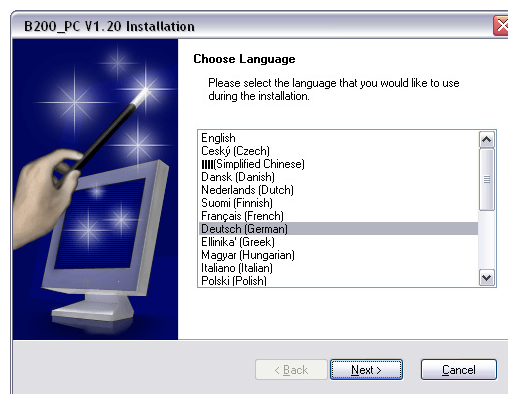 B200_PC V1.20 Installation
Choose Language
Please select the language that you would like to use
during the installation.
English
Ceský (Czech)
(Simplified Chinese)
Dansk (Danish)
Nederlands (Dutch)
Suomi (Finnish)
Français (French)
Deutsch (German)
Ellinika' (Greek)
Magyar (Hungarian)
Italiano (Italian)
Polski (Polish)
< Back
Next >
Cancel